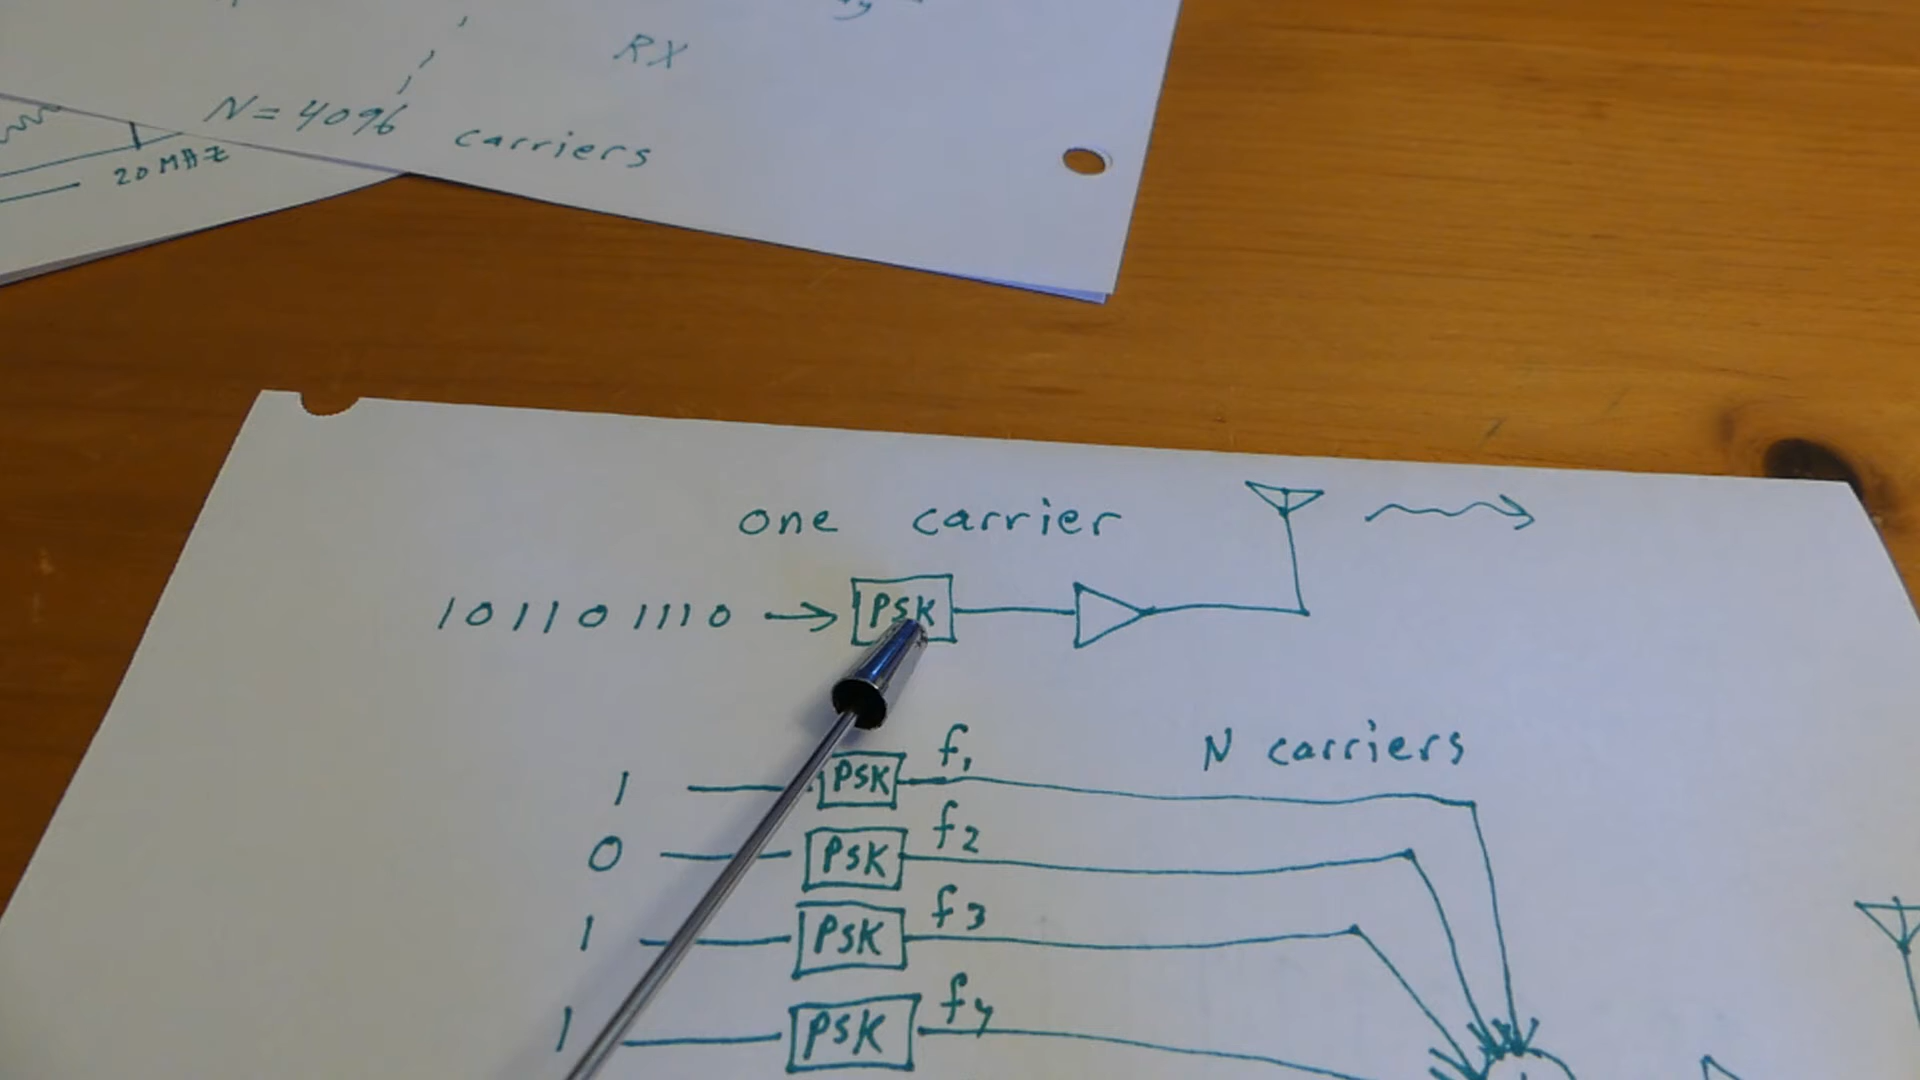 RX
N=4096 carriers
20 MHZ
one carrier
101101110 → PSK
N carriers
1 PSK f1
0 PSK f2
1 PSK f3
1 PSK f4